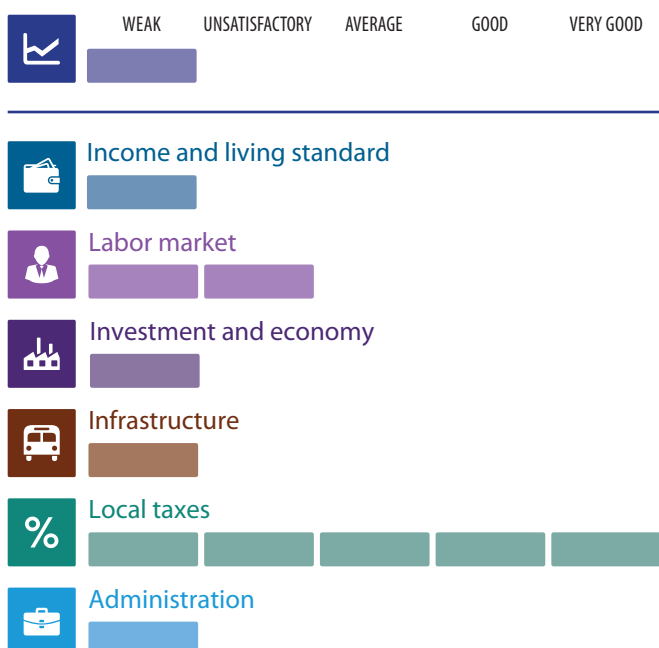 WEAK UNSATISFACTORY AVERAGE GOOD VERY GOOD
Income and living standard
Labor market
Investment and economy
Infrastructure
Local taxes
%
Administration